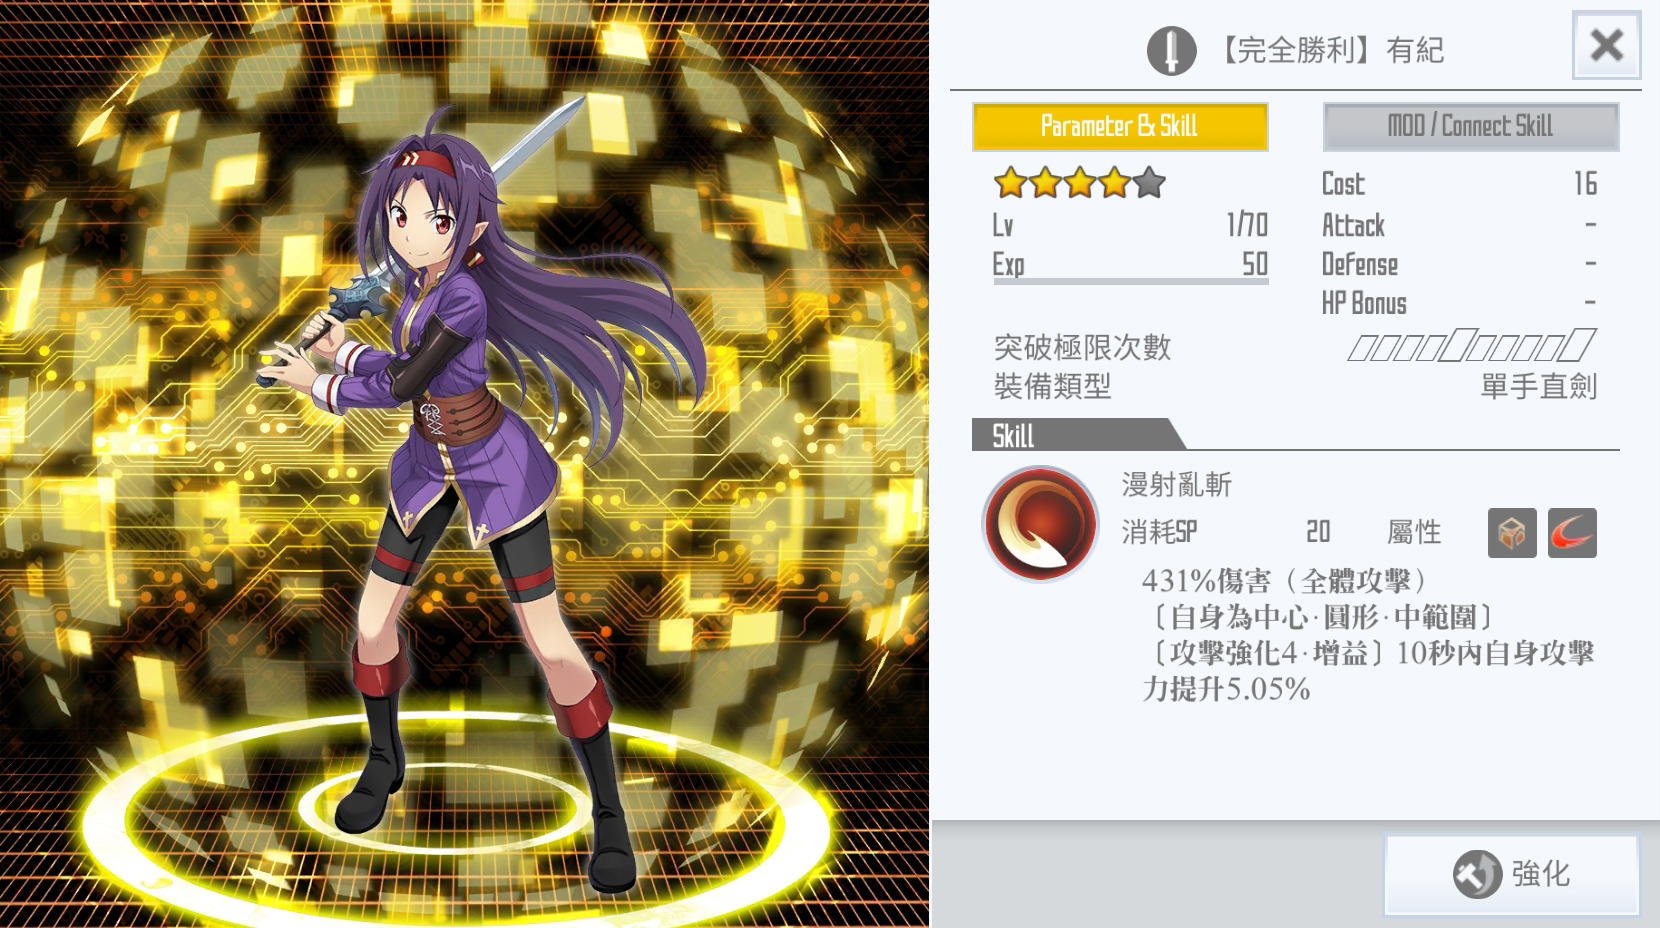 【完全勝利】有紀
Parameter & Skill
MOD / Connect Skill
Lv 1/70
Exp 50
Cost 16
Attack -
Defense -
HP Bonus -
突破極限次數
裝備類型 單手直劍
Skill
漫射亂斬
消耗SP 20 屬性
431%傷害（全體攻擊）
〔自身為中心·圓形·中範圍〕
〔攻擊強化4·增益〕10秒內自身攻擊
力提升5.05%
強化